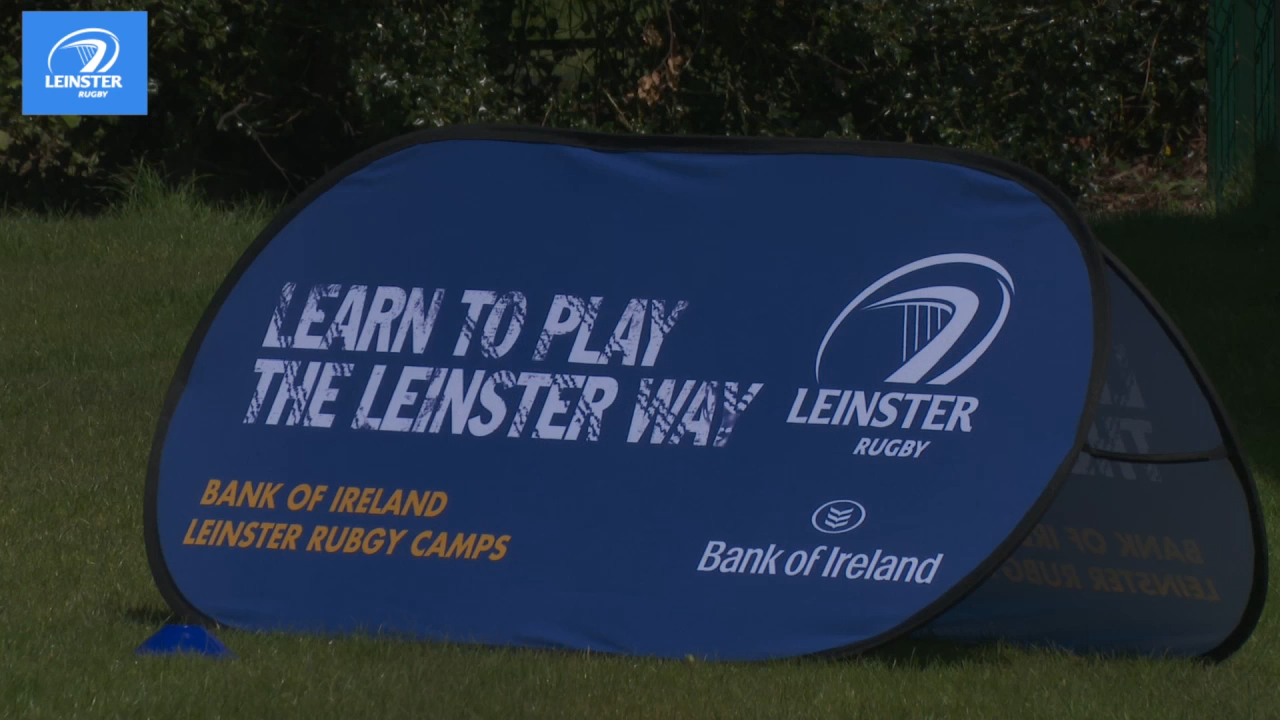 LEINSTER
RUGBY
LEARN TO PLAY
THE LEINSTER WAY
LEINSTER
RUGBY
BANK OF IRELAND
LEINSTER RUBGY CAMPS
Bank of Ireland